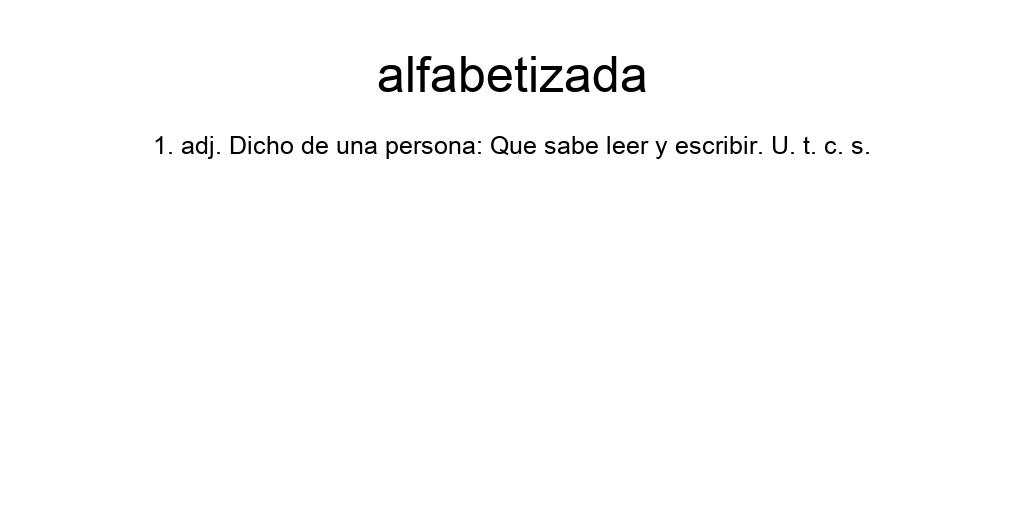 alfabetizada
1. adj. Dicho de una persona: Que sabe leer y escribir. U. t. c. s.